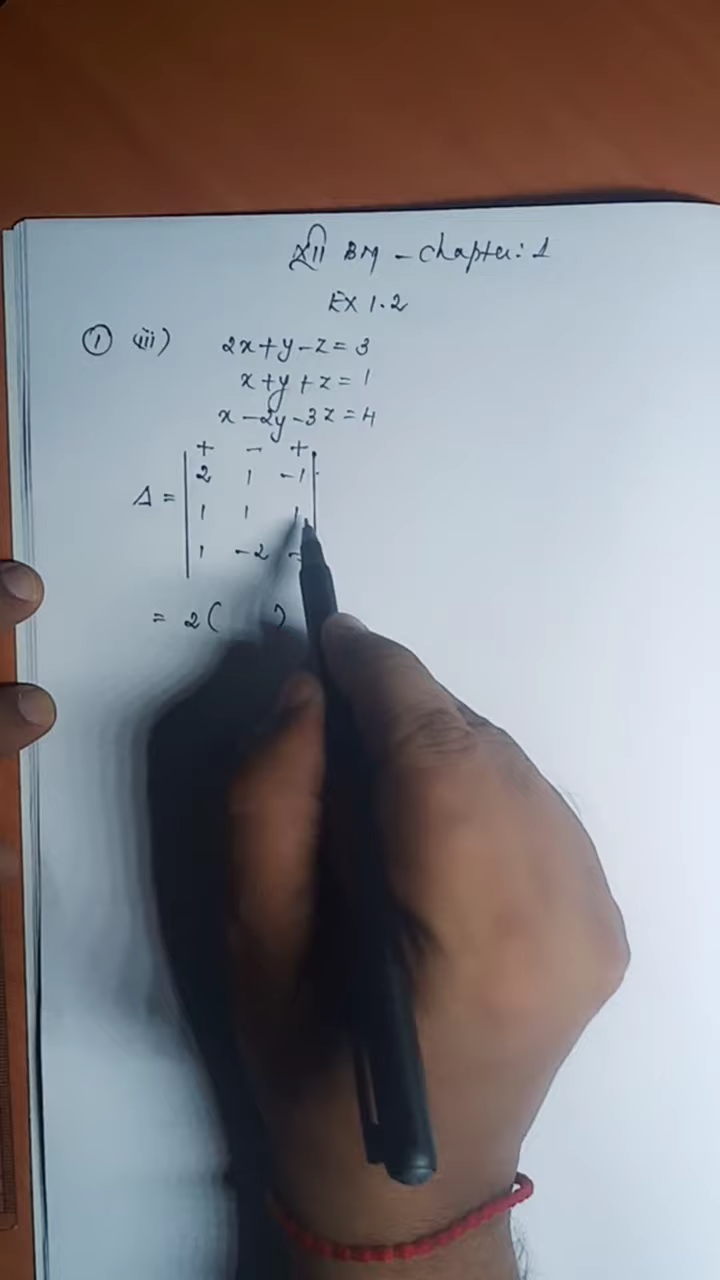 XII BM - Chapter: 1
EX 1.2
① (iii) 2x+y-z=3
x+y+z=1
x-2y-3z=4
+ - +
2 1 -1
Δ = 1 1 1
1 -2 -
= 2( )